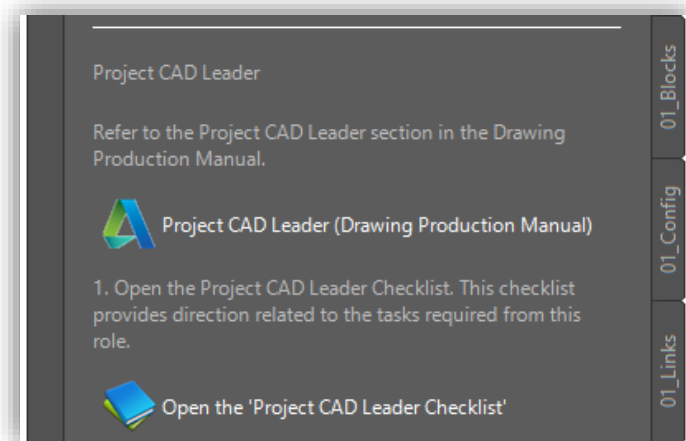 Project CAD Leader
Refer to the Project CAD Leader section in the Drawing
Production Manual.
Project CAD Leader (Drawing Production Manual)
1. Open the Project CAD Leader Checklist. This checklist
provides direction related to the tasks required from this
role.
Open the 'Project CAD Leader Checklist'
01_Blocks
01_Config
01_Links